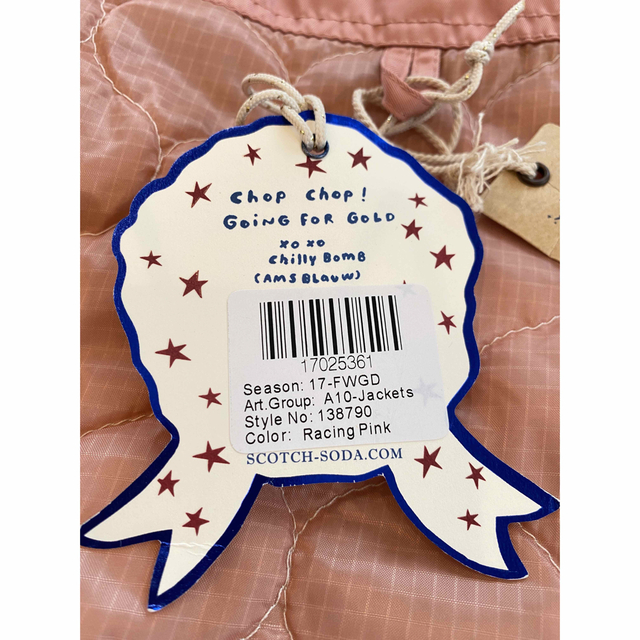 Chop Chop!
GOING FOR GOLD
xo xo
Chilly Bomb
(AMS BLAUW)
17025361
Season: 17-FWGD
Art.Group: A10-Jackets
Style No: 138790
Color: Racing Pink
SCOTCH-SODA.COM